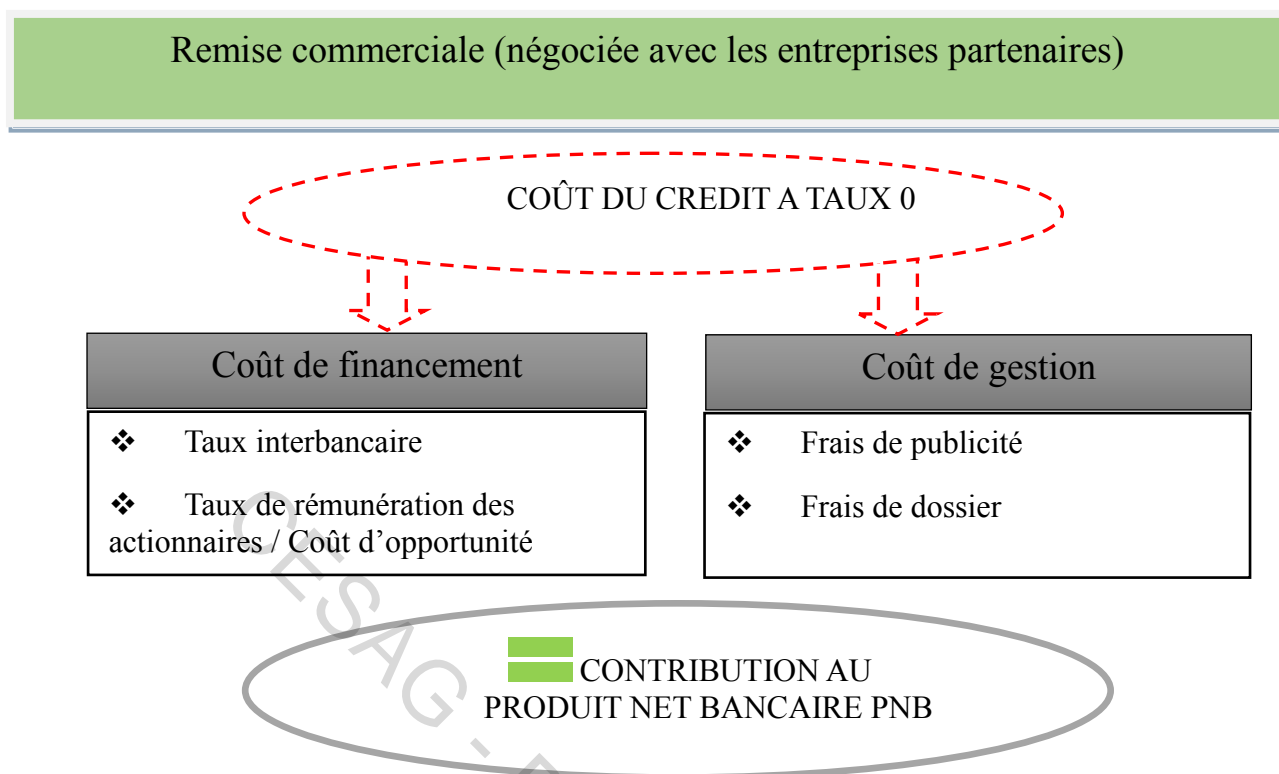 Remise commerciale (négociée avec les entreprises partenaires)
COÛT DU CREDIT A TAUX 0
Coût de financement
❖ Taux interbancaire
❖ Taux de rémunération des
actionnaires / Coût d’opportunité
Coût de gestion
❖ Frais de publicité
❖ Frais de dossier
CONTRIBUTION AU
PRODUIT NET BANCAIRE PNB
CESAG -